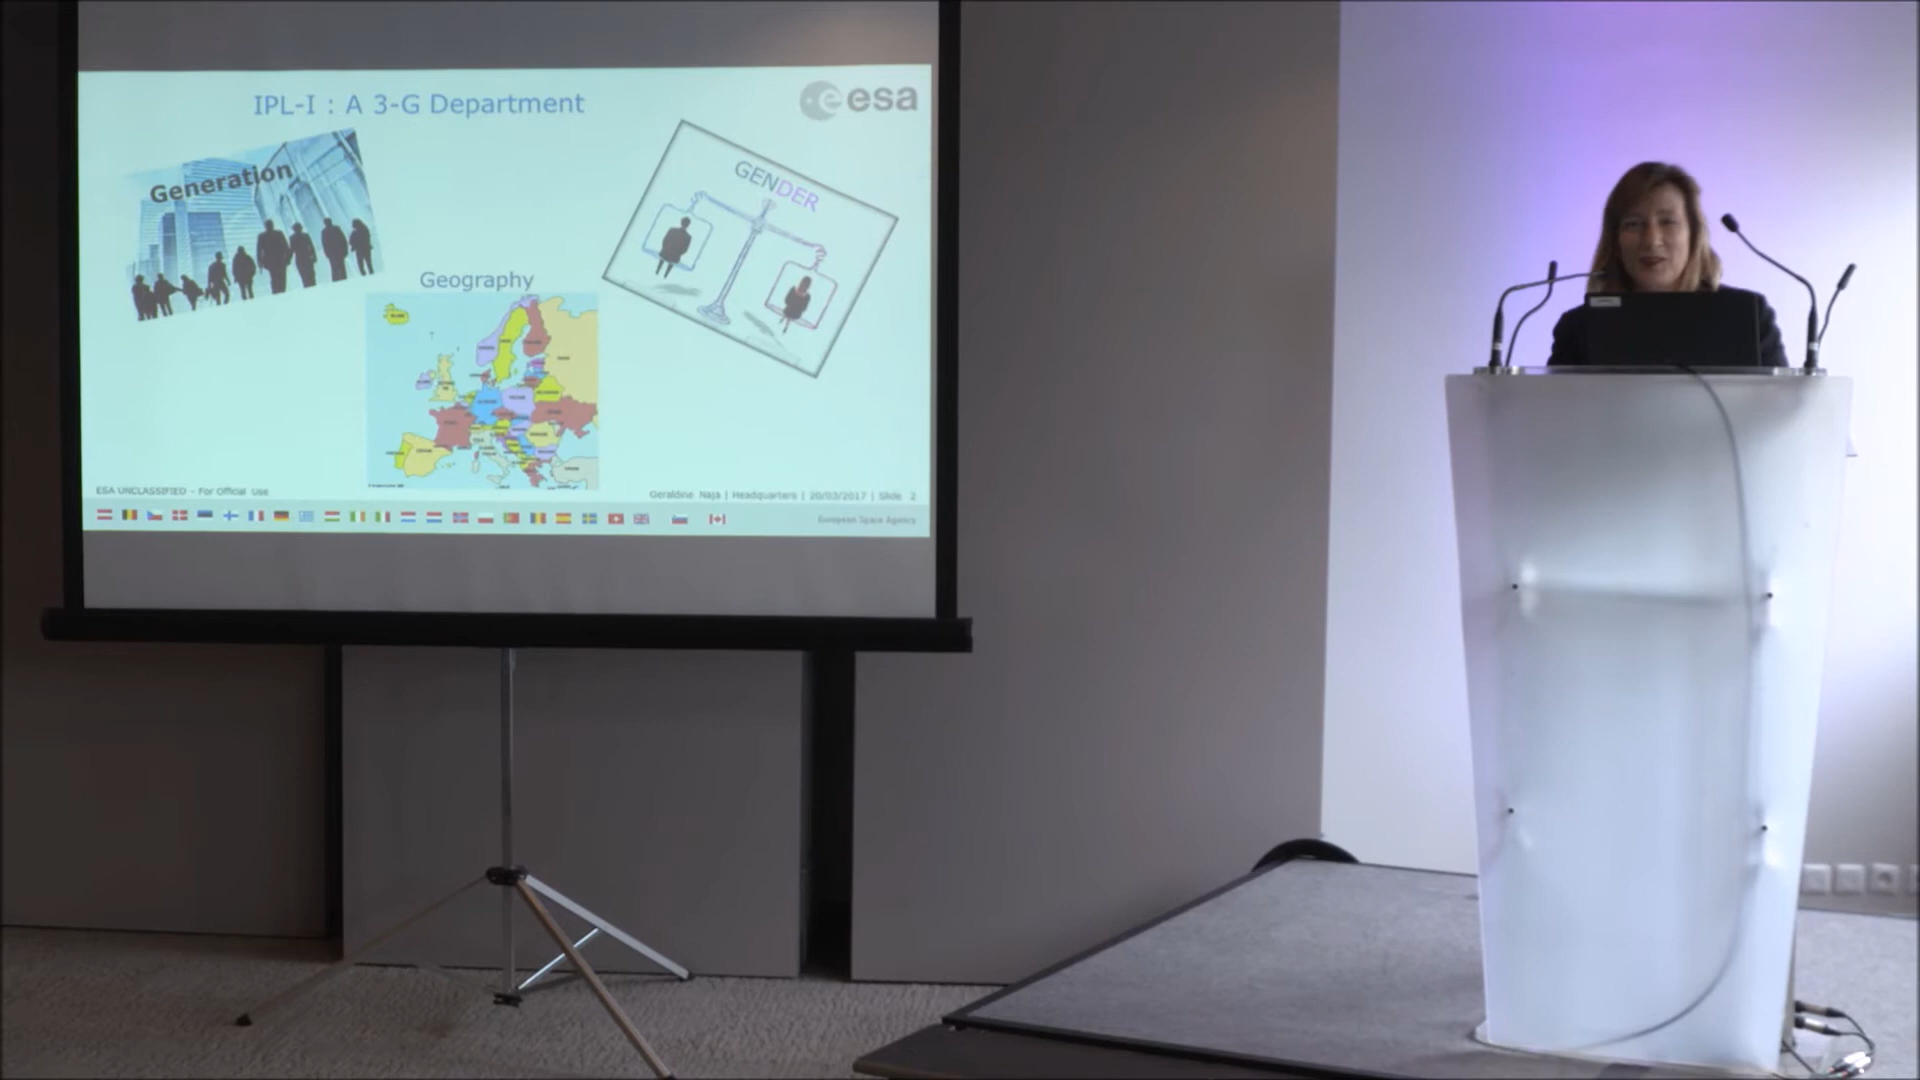 IPL-I : A 3-G Department
esa
Generation
GENDER
Geography
ESA UNCLASSIFIED - For Official Use
Geraldine Naja | Headquarters | 20/03/2017 | Slide 2
European Space Agency